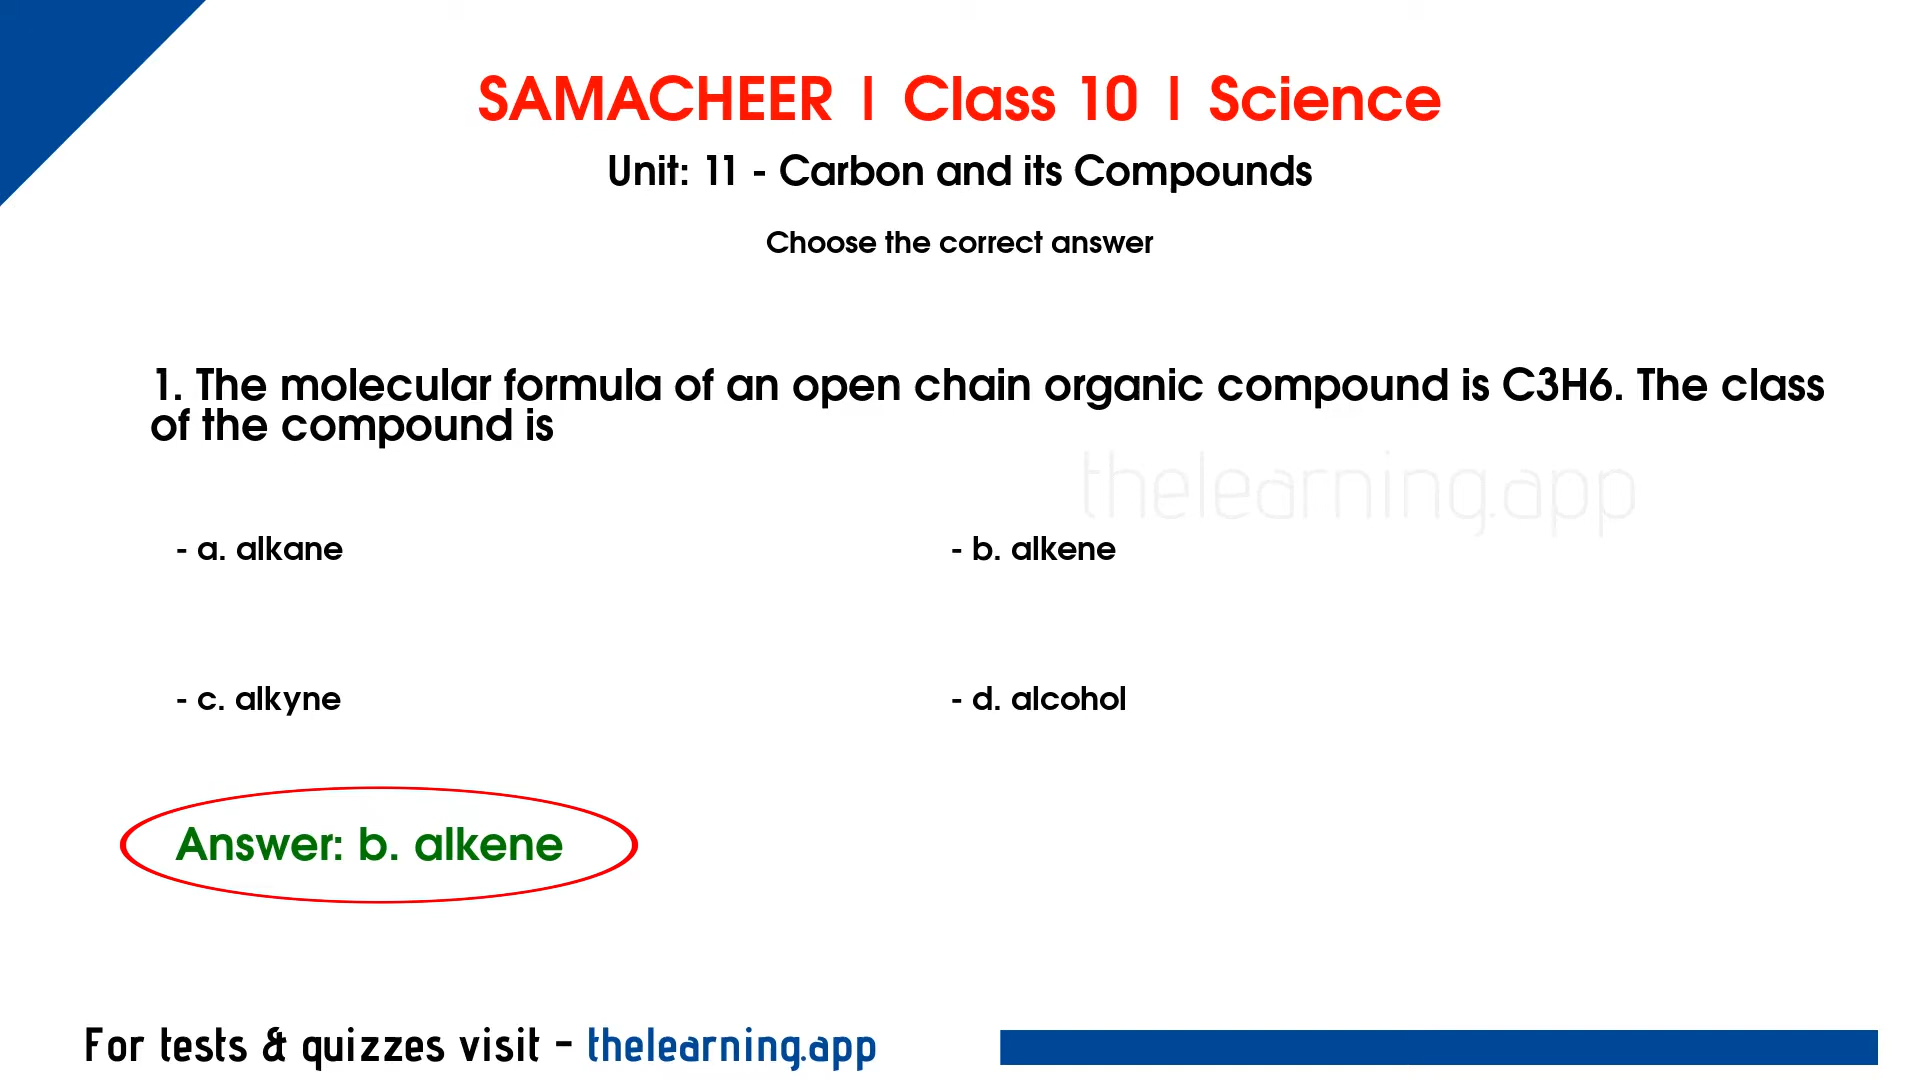 SAMACHEER | Class 10 | Science
Unit: 11 - Carbon and its Compounds
Choose the correct answer
1. The molecular formula of an open chain organic compound is C3H6. The class
of the compound is
thelearning.app
- a. alkane
- b. alkene
- c. alkyne
- d. alcohol
Answer: b. alkene
For tests & quizzes visit - thelearning.app